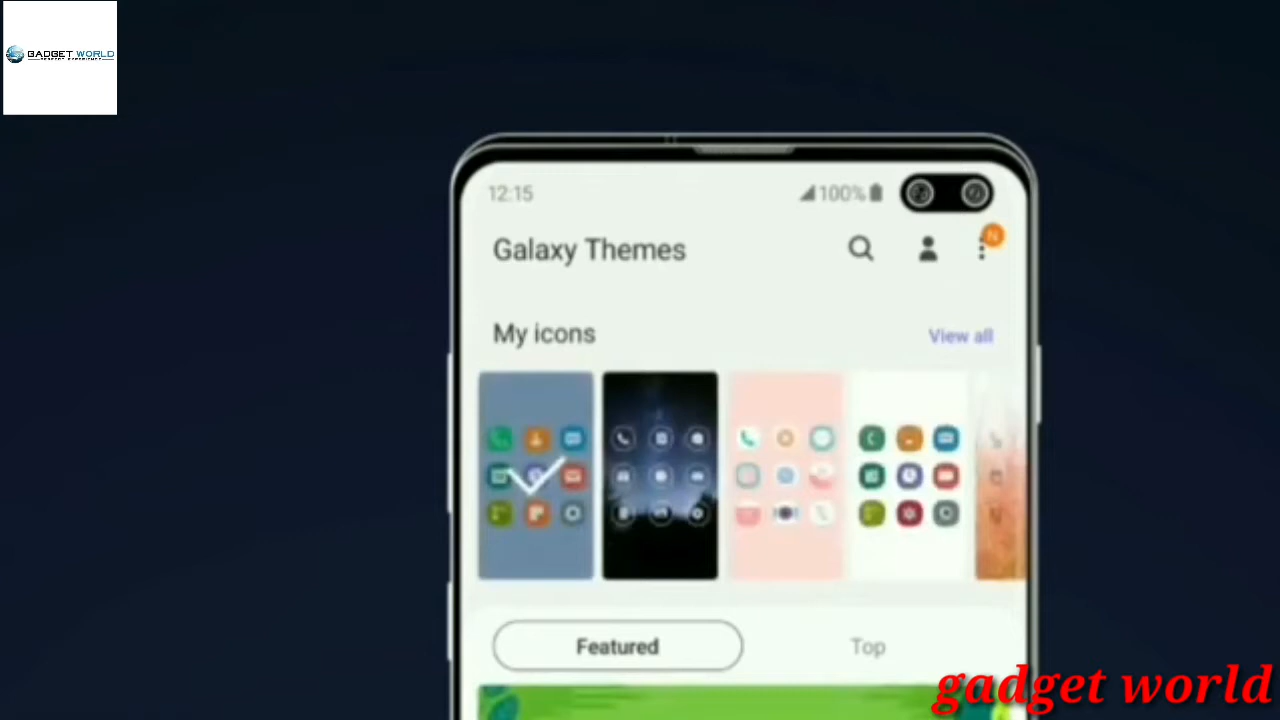 GADGET WORLD
12:15
100%
N
Galaxy Themes
My icons
View all
Featured
Top
gadget world